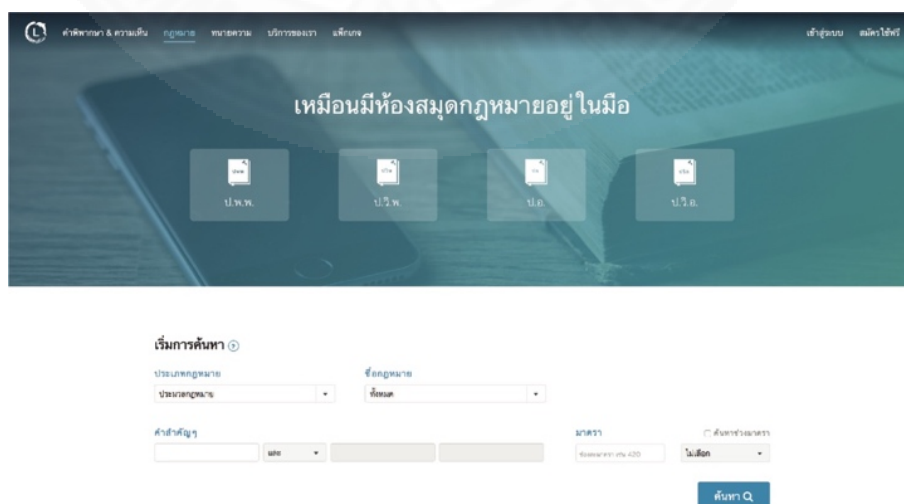 คำพิพากษา & ความเห็น กฎหมาย ทนายความ บริการของเรา แพ็กเกจ เข้าสู่ระบบ สมัครใช้ฟรี
เหมือนมีห้องสมุดกฎหมายอยู่ในมือ
ป.พ.พ. ป.วิ.พ. ป.อ. ป.วิ.อ.
เริ่มการค้นหา ?
ประเภทกฎหมาย ชื่อกฎหมาย
ประมวลกฎหมาย ทั้งหมด
คำสำคัญๆ มาตรา ค้นหาช่วงมาตรา
และ เช่น 420 ไม่เลือก
ค้นหา